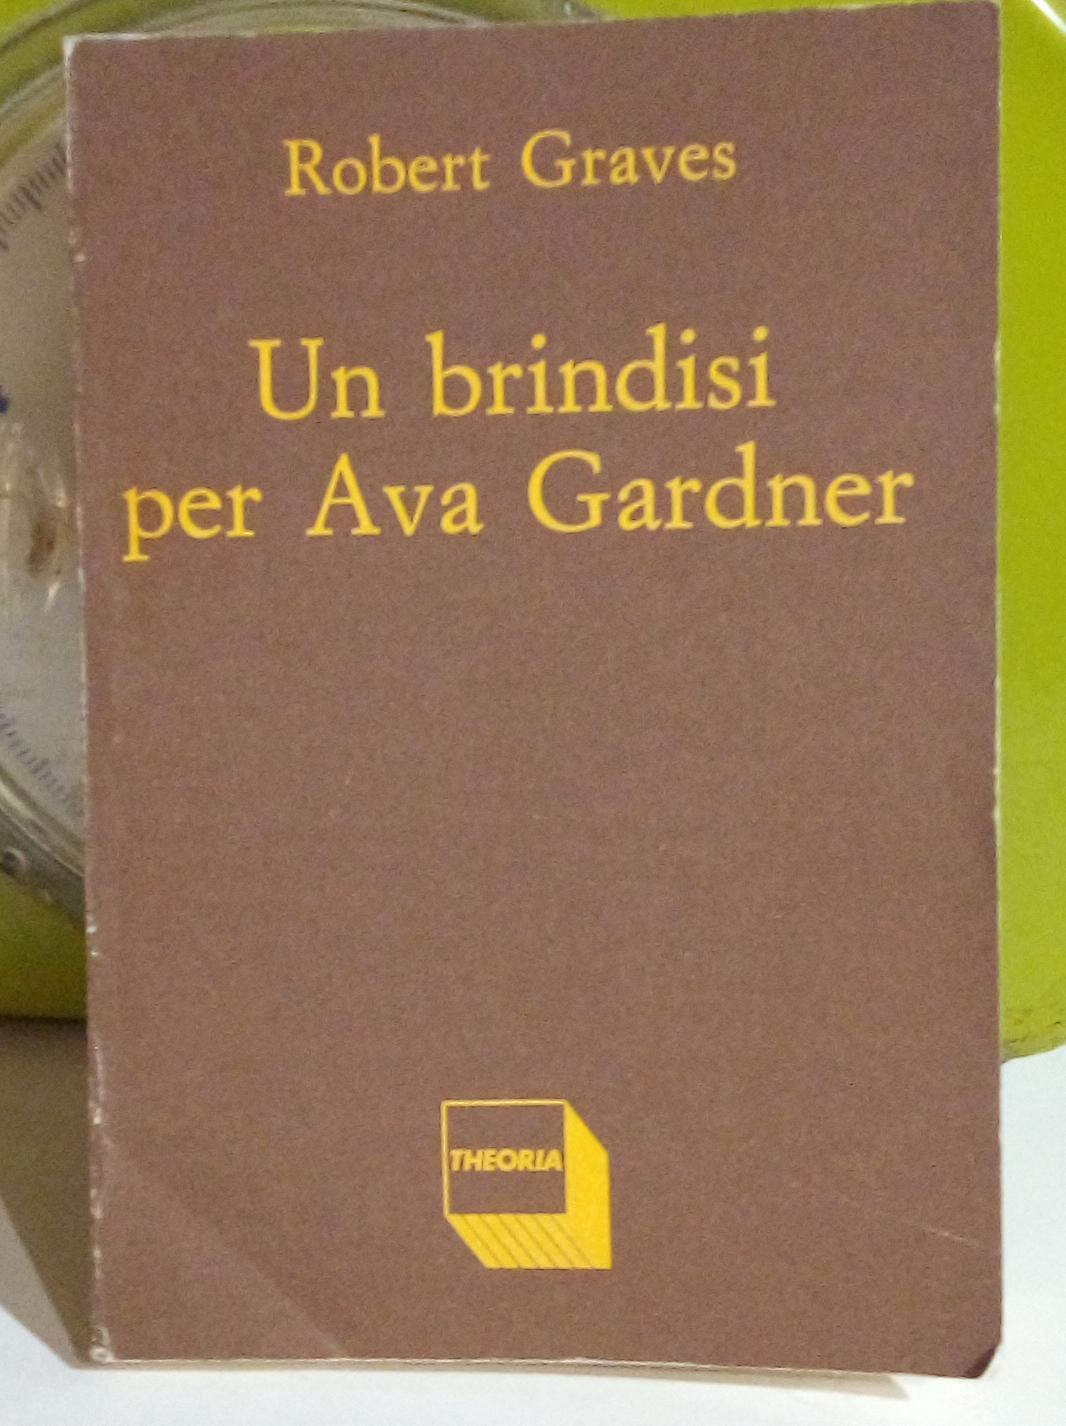 Robert Graves
Un brindisi
per Ava Gardner
THEORIA